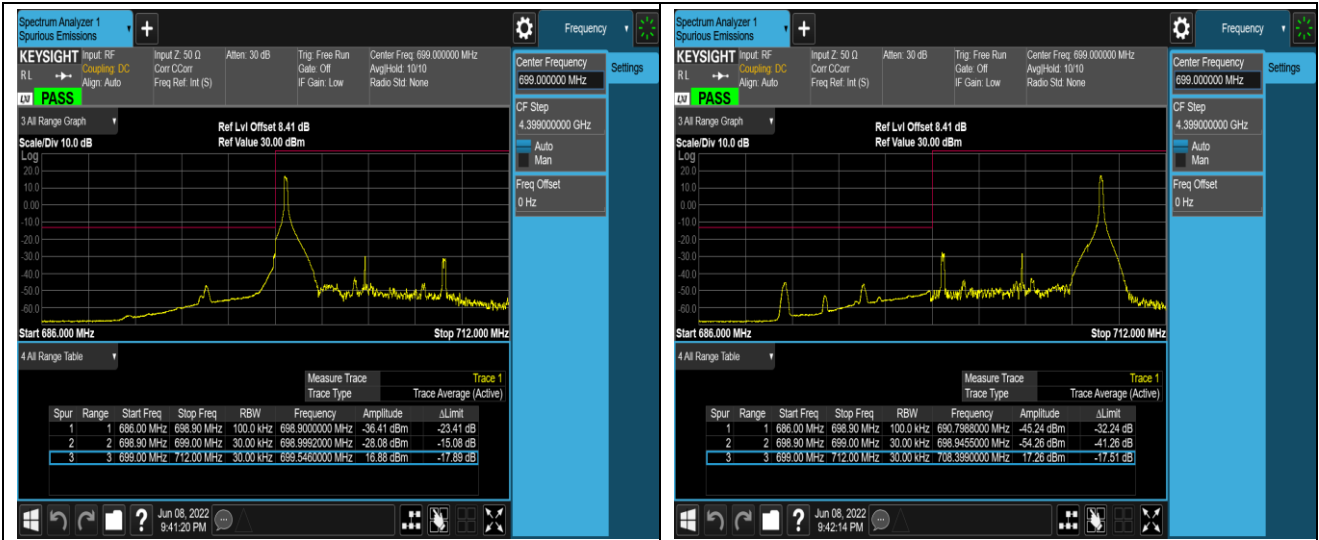 Spectrum Analyzer 1
Spurious Emissions
+
Frequency
KEYSIGHT
RL
Input: RF
Coupling: DC
Align: Auto
Input Z: 50 Ω
Corr CCorr
Freq Ref: Int (S)
Atten: 30 dB
Trig: Free Run
Gate: Off
IF Gain: Low
Center Freq: 699.000000 MHz
Avg|Hold: 10/10
Radio Std: None
LXI
PASS
Center Frequency
699.000000 MHz
Settings
CF Step
4.399000000 GHz
Auto
Man
Freq Offset
0 Hz
3 All Range Graph
Ref Lvl Offset 8.41 dB
Scale/Div 10.0 dB
Ref Value 30.00 dBm
Log
20.0
10.0
0.00
-10.0
-20.0
-30.0
-40.0
-50.0
-60.0
Start 686.000 MHz
Stop 712.000 MHz
4 All Range Table
Measure Trace Trace 1
Trace Type Trace Average (Active)
Spur Range Start Freq Stop Freq RBW Frequency Amplitude ΔLimit
1 1 686.00 MHz 698.90 MHz 100.0 kHz 698.9000000 MHz -36.41 dBm -23.41 dB
2 2 698.90 MHz 699.00 MHz 30.00 kHz 698.9992000 MHz -28.08 dBm -15.08 dB
3 3 699.00 MHz 712.00 MHz 30.00 kHz 699.5460000 MHz 16.88 dBm -17.89 dB
?
Jun 08, 2022
9:41:20 PM
Spectrum Analyzer 1
Spurious Emissions
+
Frequency
KEYSIGHT
RL
Input: RF
Coupling: DC
Align: Auto
Input Z: 50 Ω
Corr CCorr
Freq Ref: Int (S)
Atten: 30 dB
Trig: Free Run
Gate: Off
IF Gain: Low
Center Freq: 699.000000 MHz
Avg|Hold: 10/10
Radio Std: None
LXI
PASS
Center Frequency
699.000000 MHz
Settings
CF Step
4.399000000 GHz
Auto
Man
Freq Offset
0 Hz
3 All Range Graph
Ref Lvl Offset 8.41 dB
Scale/Div 10.0 dB
Ref Value 30.00 dBm
Log
20.0
10.0
0.00
-10.0
-20.0
-30.0
-40.0
-50.0
-60.0
Start 686.000 MHz
Stop 712.000 MHz
4 All Range Table
Measure Trace Trace 1
Trace Type Trace Average (Active)
Spur Range Start Freq Stop Freq RBW Frequency Amplitude ΔLimit
1 1 686.00 MHz 698.90 MHz 100.0 kHz 690.7988000 MHz -45.24 dBm -32.24 dB
2 2 698.90 MHz 699.00 MHz 30.00 kHz 698.9455000 MHz -54.26 dBm -41.26 dB
3 3 699.00 MHz 712.00 MHz 30.00 kHz 708.3990000 MHz 17.26 dBm -17.51 dB
?
Jun 08, 2022
9:42:14 PM